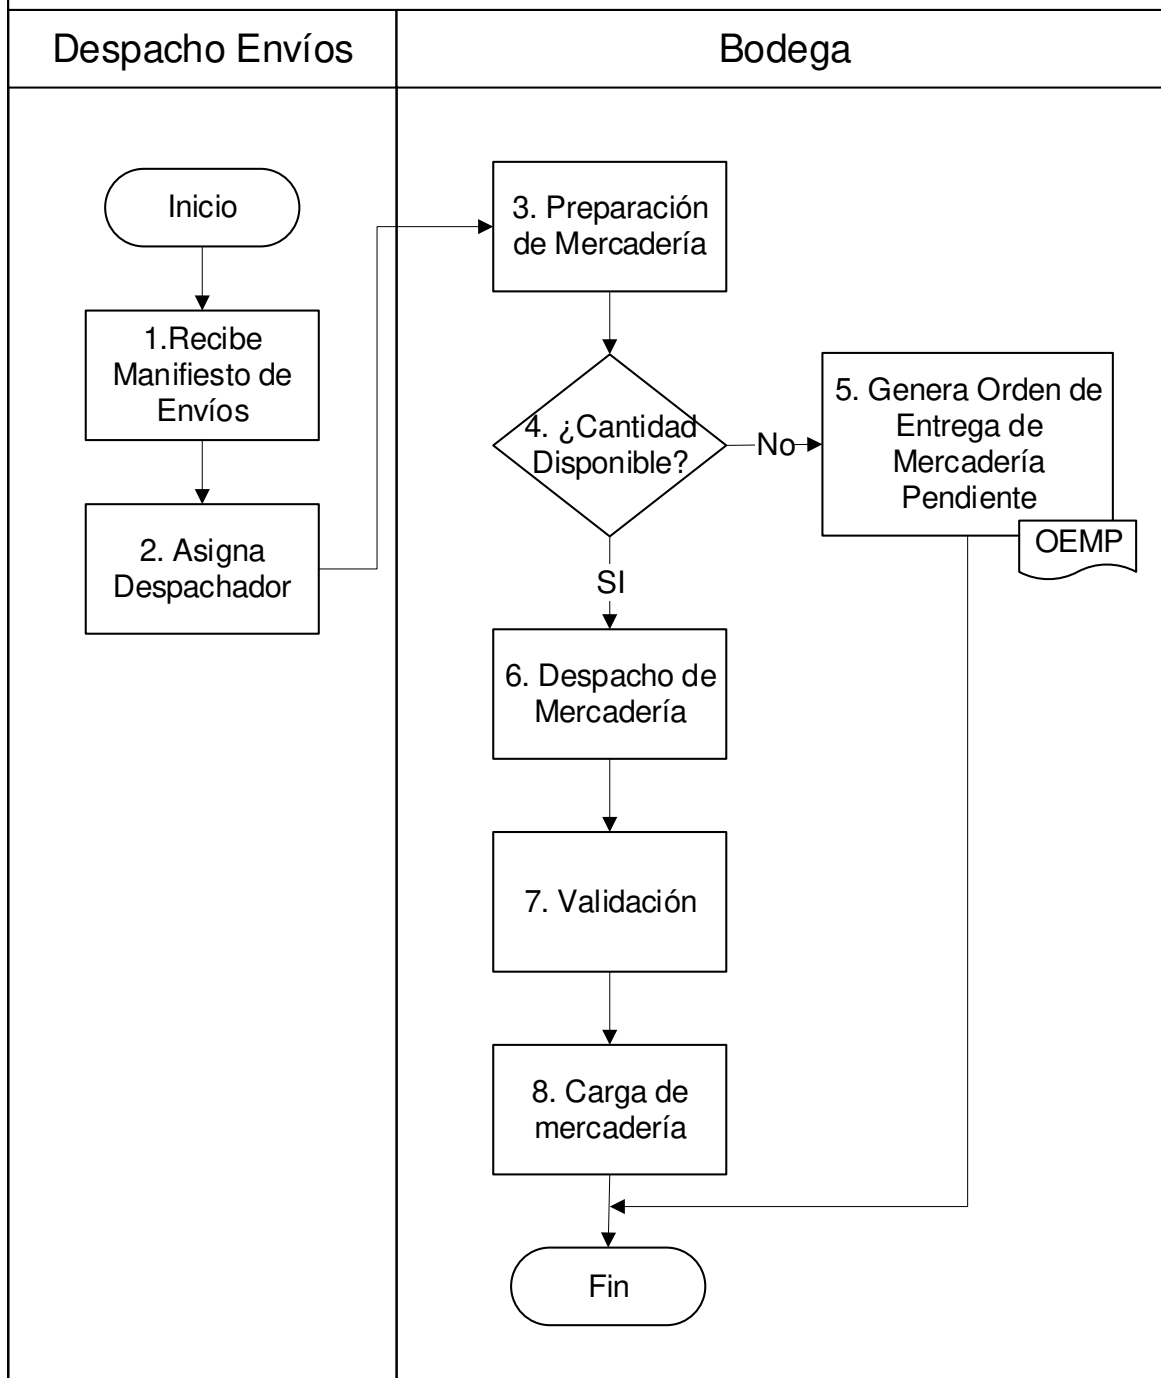 Despacho Envíos
Bodega
Inicio
1.Recibe
Manifiesto de
Envíos
2. Asigna
Despachador
3. Preparación
de Mercadería
4. ¿Cantidad
Disponible?
No
5. Genera Orden de
Entrega de
Mercadería
Pendiente
OEMP
SI
6. Despacho de
Mercadería
7. Validación
8. Carga de
mercadería
Fin